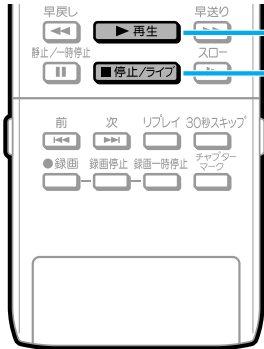 早戻し 早送り
▶再生
静止/一時停止 スロー
■停止/ライブ
前 次 リプレイ 30秒スキップ
●録画 録画停止 録画一時停止 チャプター
マーク